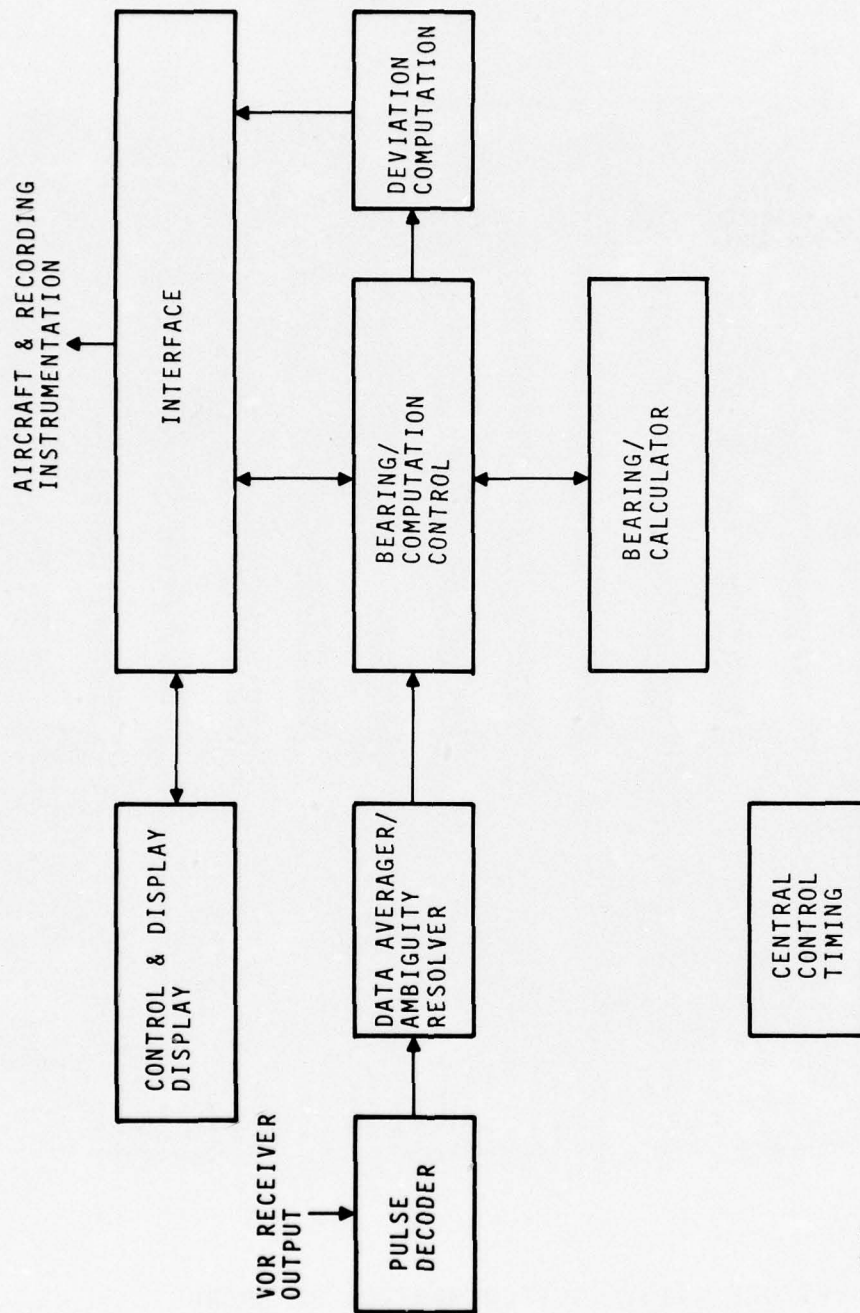 AIRCRAFT & RECORDING
INSTRUMENTATION
CONTROL & DISPLAY
DISPLAY
INTERFACE
VOR RECEIVER
OUTPUT
PULSE
DECODER
DATA AVERAGER/
AMBIGUITY
RESOLVER
BEARING/
COMPUTATION
CONTROL
DEVIATION
COMPUTATION
BEARING/
CALCULATOR
CENTRAL
CONTROL
TIMING